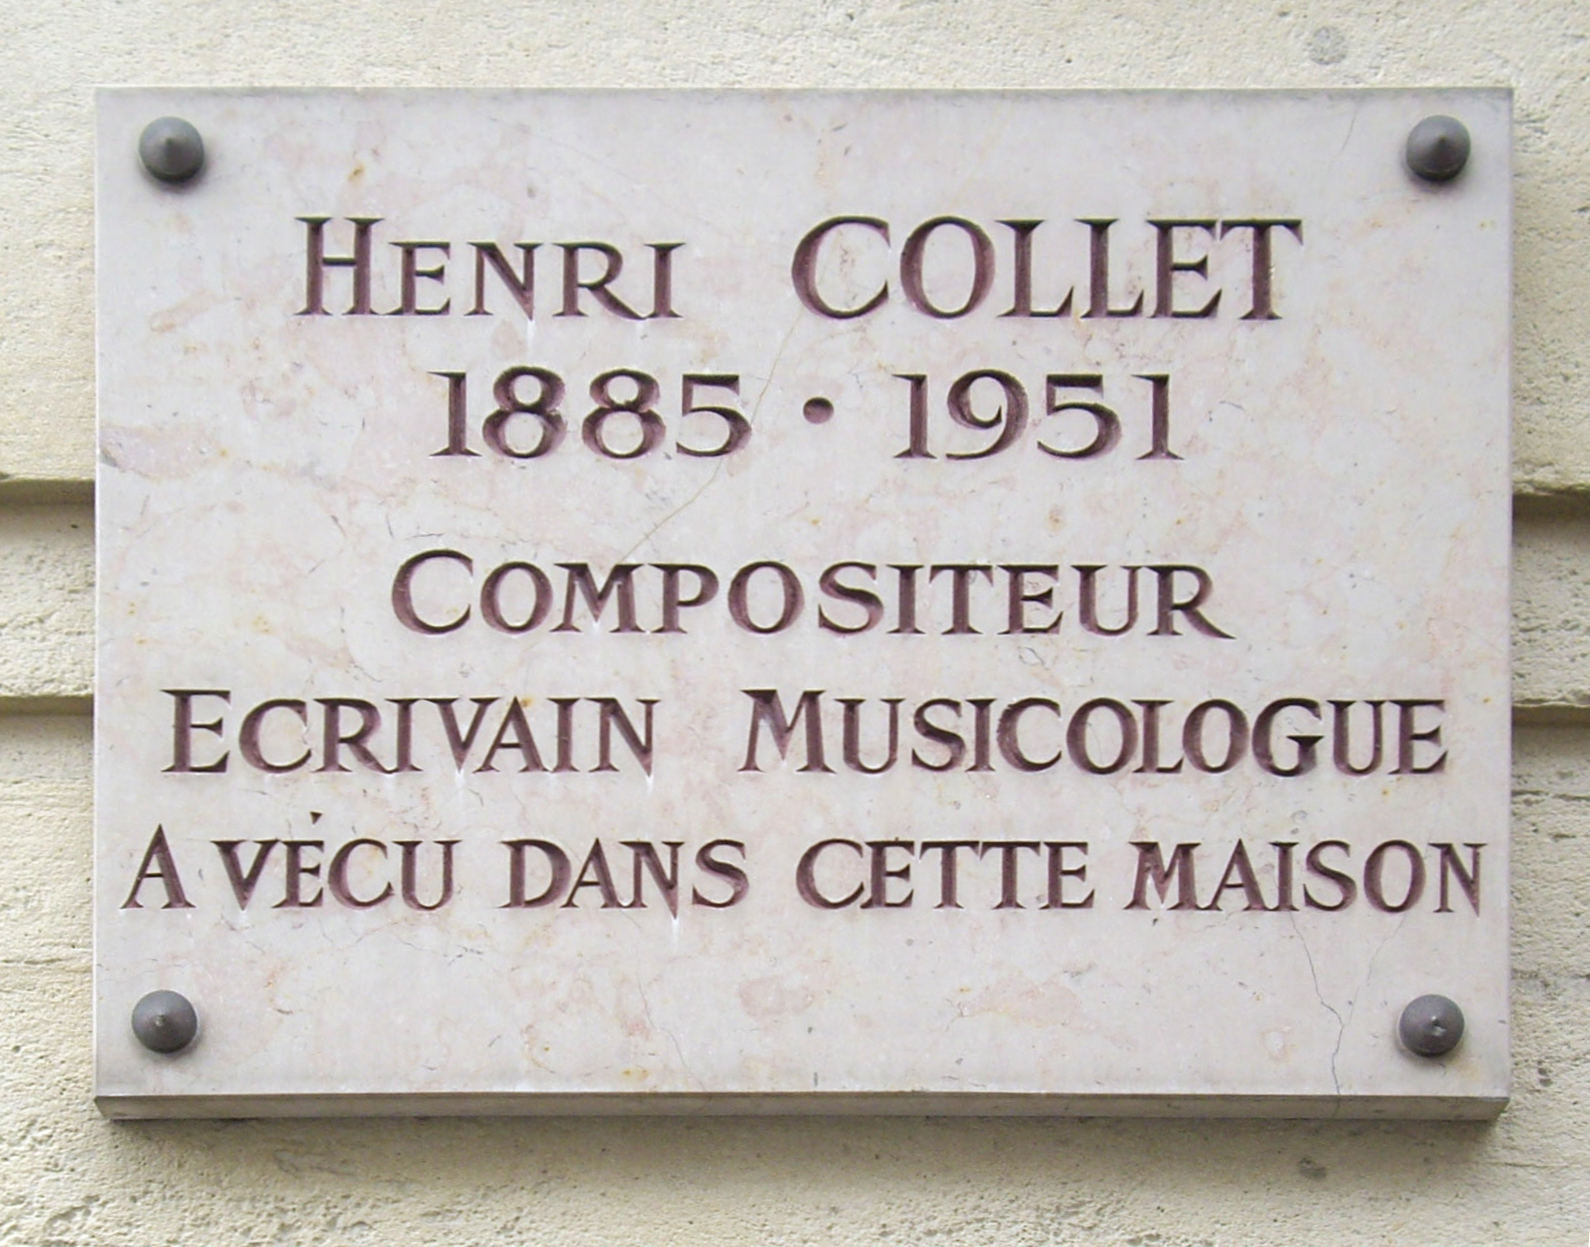 HENRI COLLET
1885 · 1951
COMPOSITEUR
ECRIVAIN MUSICOLOGUE
A VÉCU DANS CETTE MAISON